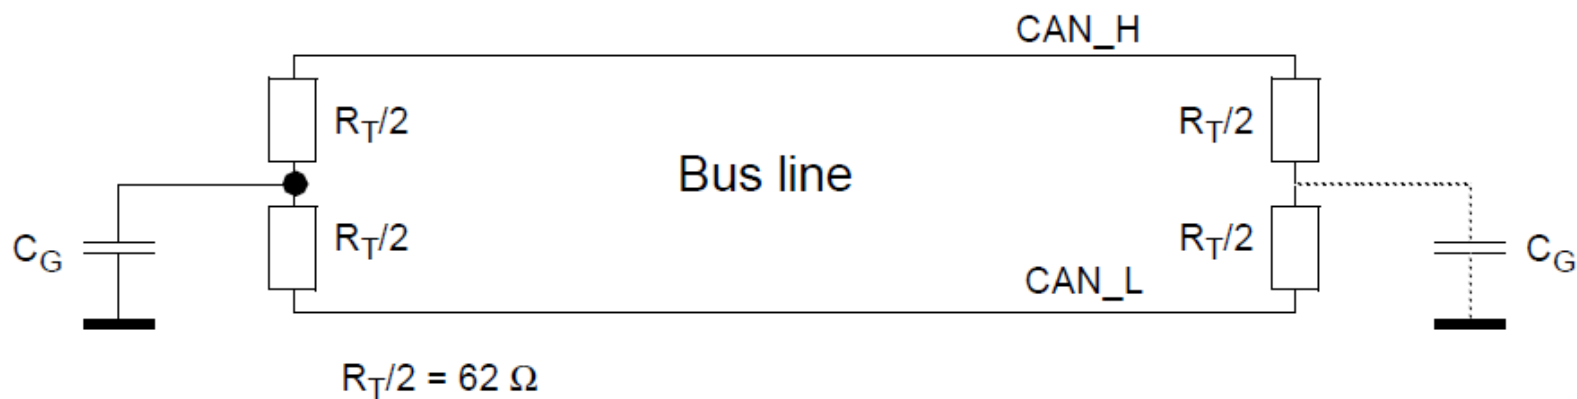 CAN_H
R_T/2
R_T/2
Bus line
R_T/2
R_T/2
C_G
C_G
CAN_L
R_T/2 = 62 Ω